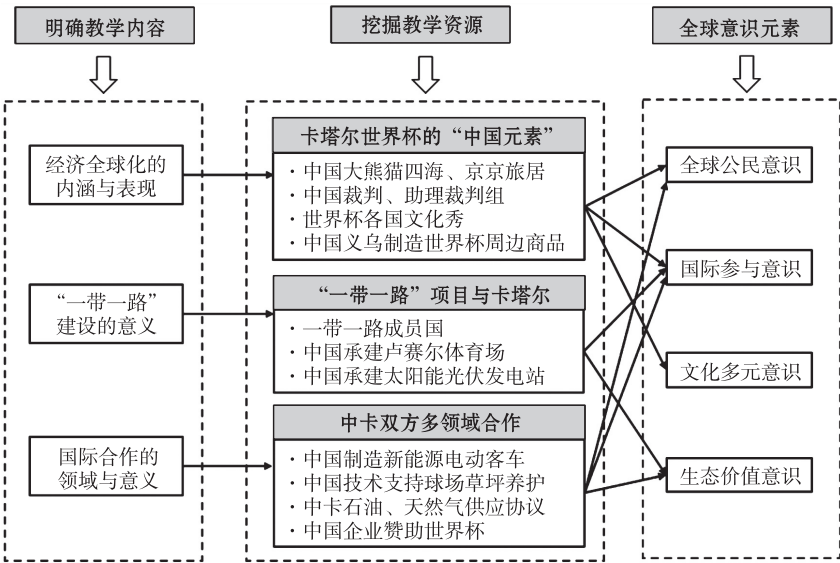 明确教学内容
挖掘教学资源
全球意识元素
经济全球化的
内涵与表现
“一带一路”
建设的意义
国际合作的
领域与意义
卡塔尔世界杯的“中国元素”
·中国大熊猫四海、京京旅居
·中国裁判、助理裁判组
·世界杯各国文化秀
·中国义乌制造世界杯周边商品
“一带一路”项目与卡塔尔
·一带一路成员国
·中国承建卢赛尔体育场
·中国承建太阳能光伏发电站
中卡双方多领域合作
·中国制造新能源电动客车
·中国技术支持球场草坪养护
·中卡石油、天然气供应协议
·中国企业赞助世界杯
全球公民意识
国际参与意识
文化多元意识
生态价值意识